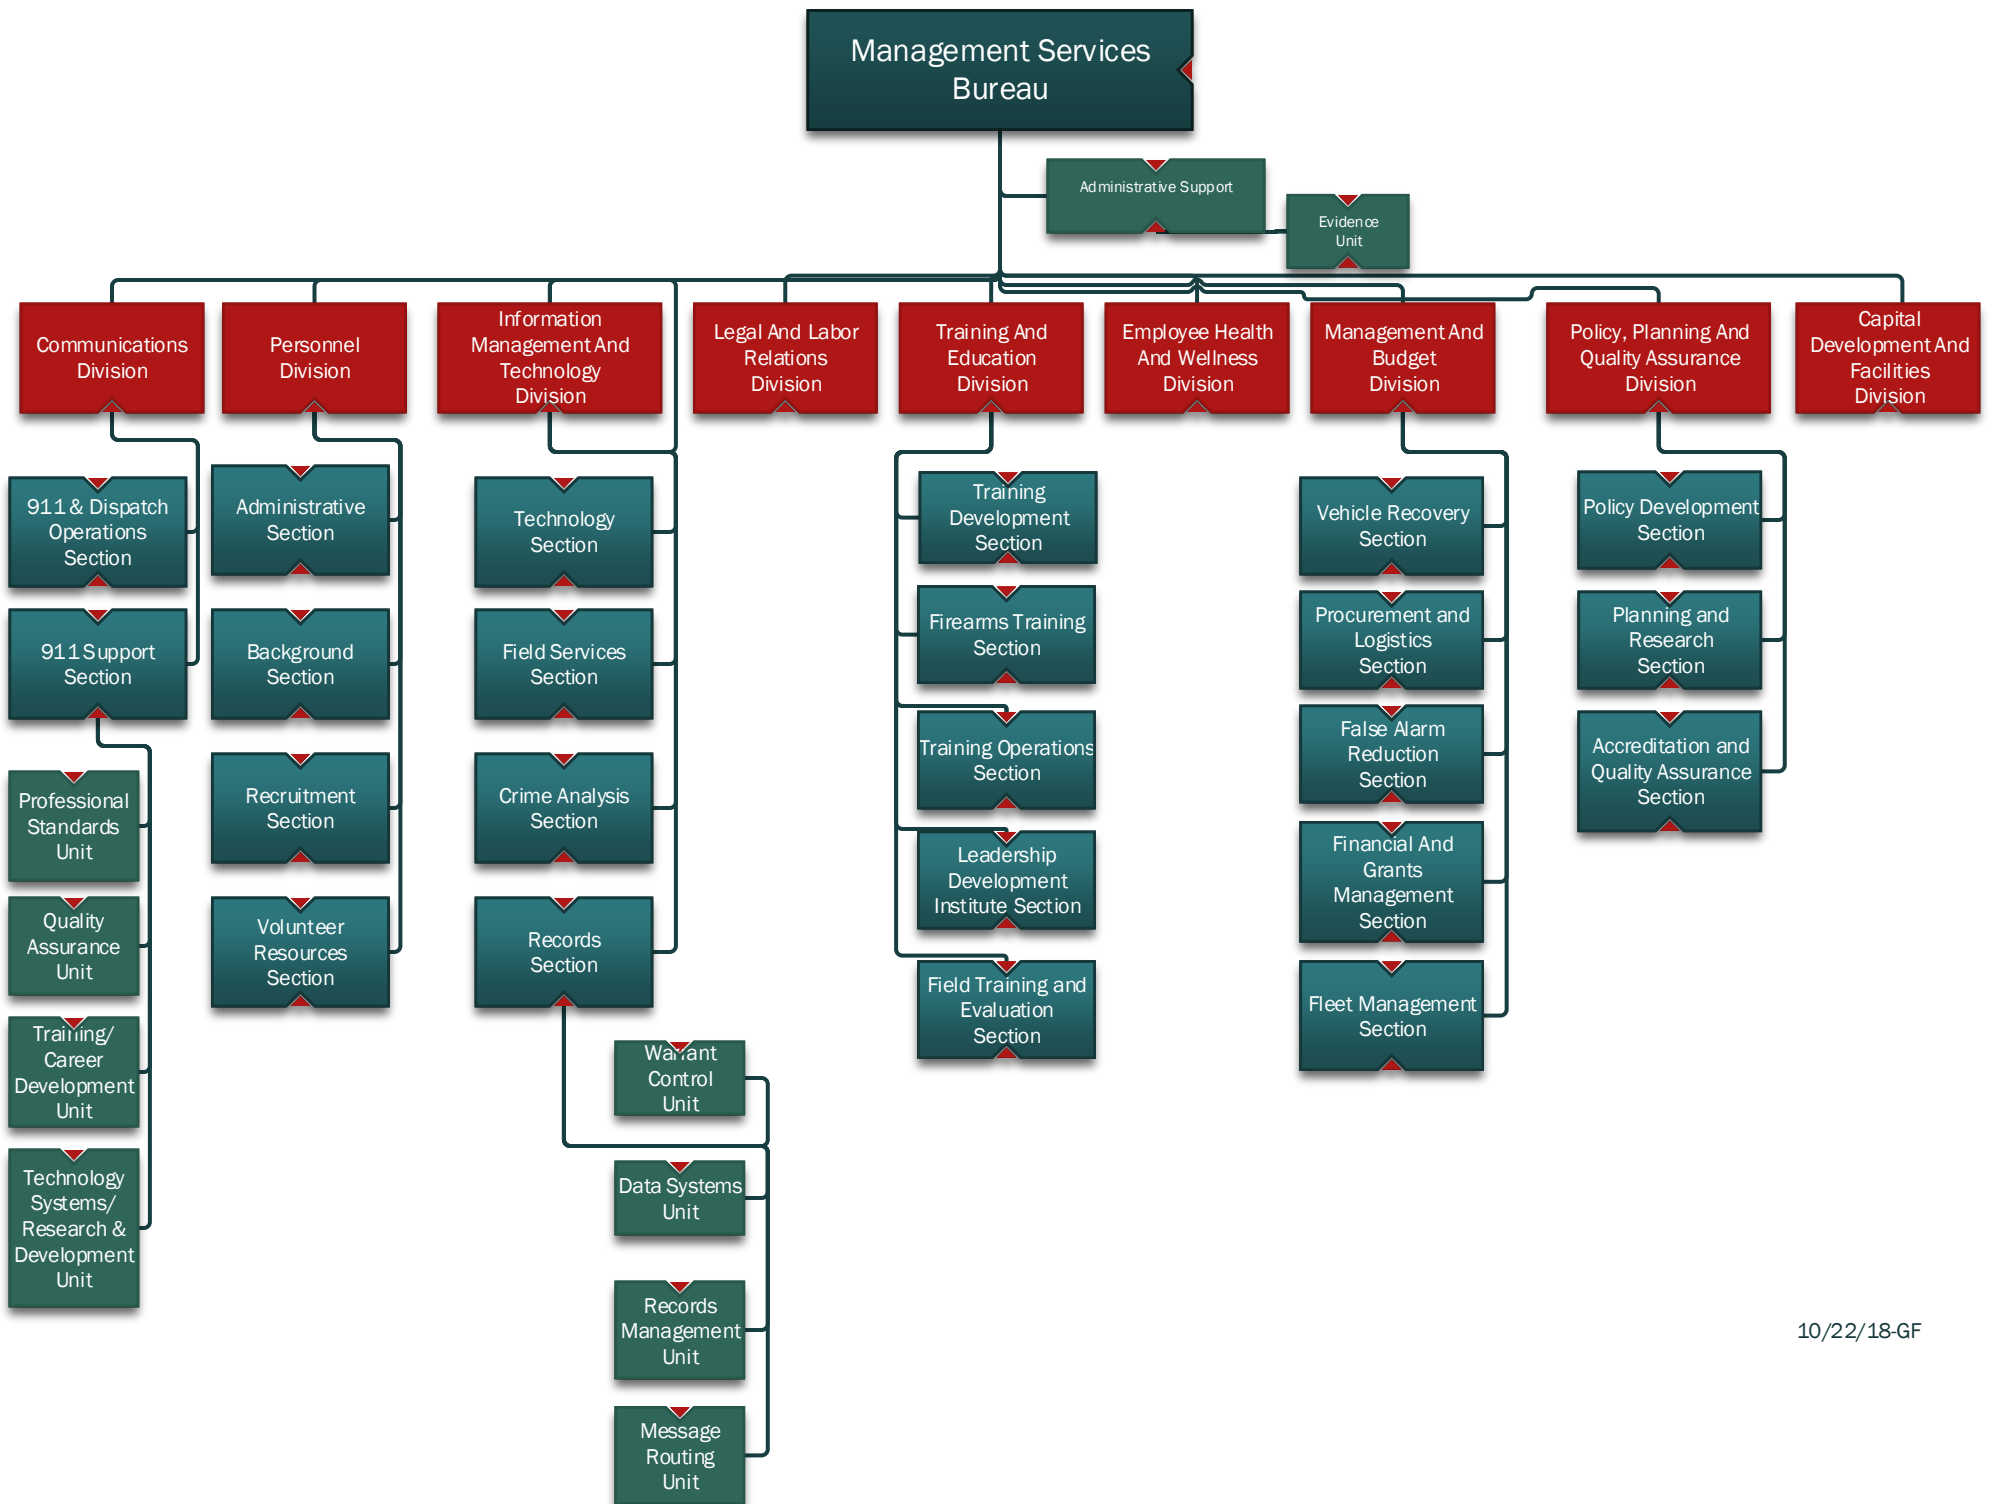 Management Services
Bureau
Administrative Support
Evidence
Unit
Communications
Division
Personnel
Division
Information
Management And
Technology
Division
Legal And Labor
Relations
Division
Training And
Education
Division
Employee Health
And Wellness
Division
Management And
Budget
Division
Policy, Planning And
Quality Assurance
Division
Capital
Development And
Facilities
Division
911 & Dispatch
Operations
Section
911 Support
Section
Professional
Standards
Unit
Quality
Assurance
Unit
Training/
Career
Development
Unit
Technology
Systems/
Research &
Development
Unit
Administrative
Section
Background
Section
Recruitment
Section
Volunteer
Resources
Section
Technology
Section
Field Services
Section
Crime Analysis
Section
Records
Section
Warrant
Control
Unit
Data Systems
Unit
Records
Management
Unit
Message
Routing
Unit
Training
Development
Section
Firearms Training
Section
Training Operations
Section
Leadership
Development
Institute Section
Field Training and
Evaluation
Section
Vehicle Recovery
Section
Procurement and
Logistics
Section
False Alarm
Reduction
Section
Financial And
Grants
Management
Section
Fleet Management
Section
Policy Development
Section
Planning and
Research
Section
Accreditation and
Quality Assurance
Section
10/22/18-GF